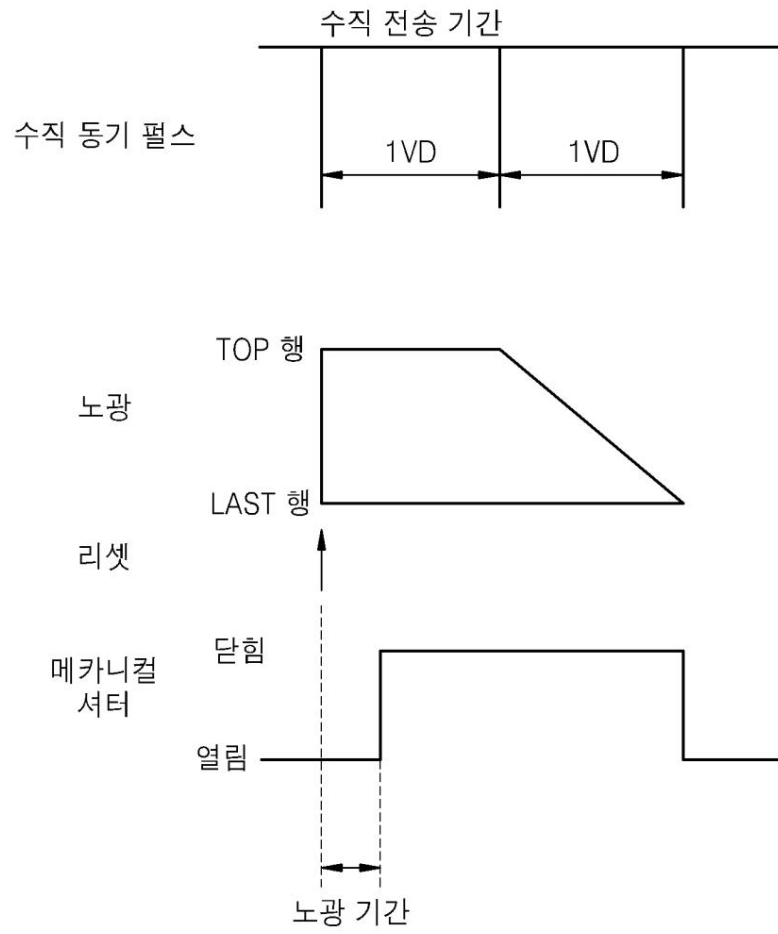 수직 전송 기간
수직 동기 펄스
1VD
1VD
TOP 행
노광
LAST 행
리셋
닫힘
메카니컬
셔터
열림
노광 기간